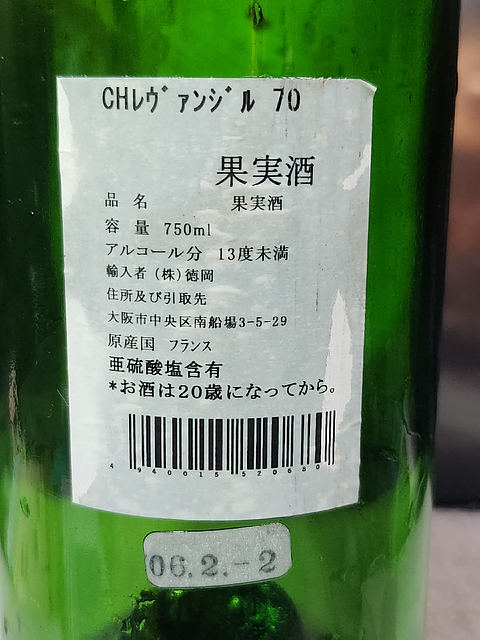 CHﾚｳﾞｧﾝｼﾞﾙ 70
果実酒
品 名 果実酒
容 量 750ml
アルコール分 13度未満
輸入者 (株)徳岡
住所及び引取先
大阪市中央区南船場3-5-29
原産国 フランス
亜硫酸塩含有
*お酒は20歳になってから。
4 940015 520680
06.2.-2